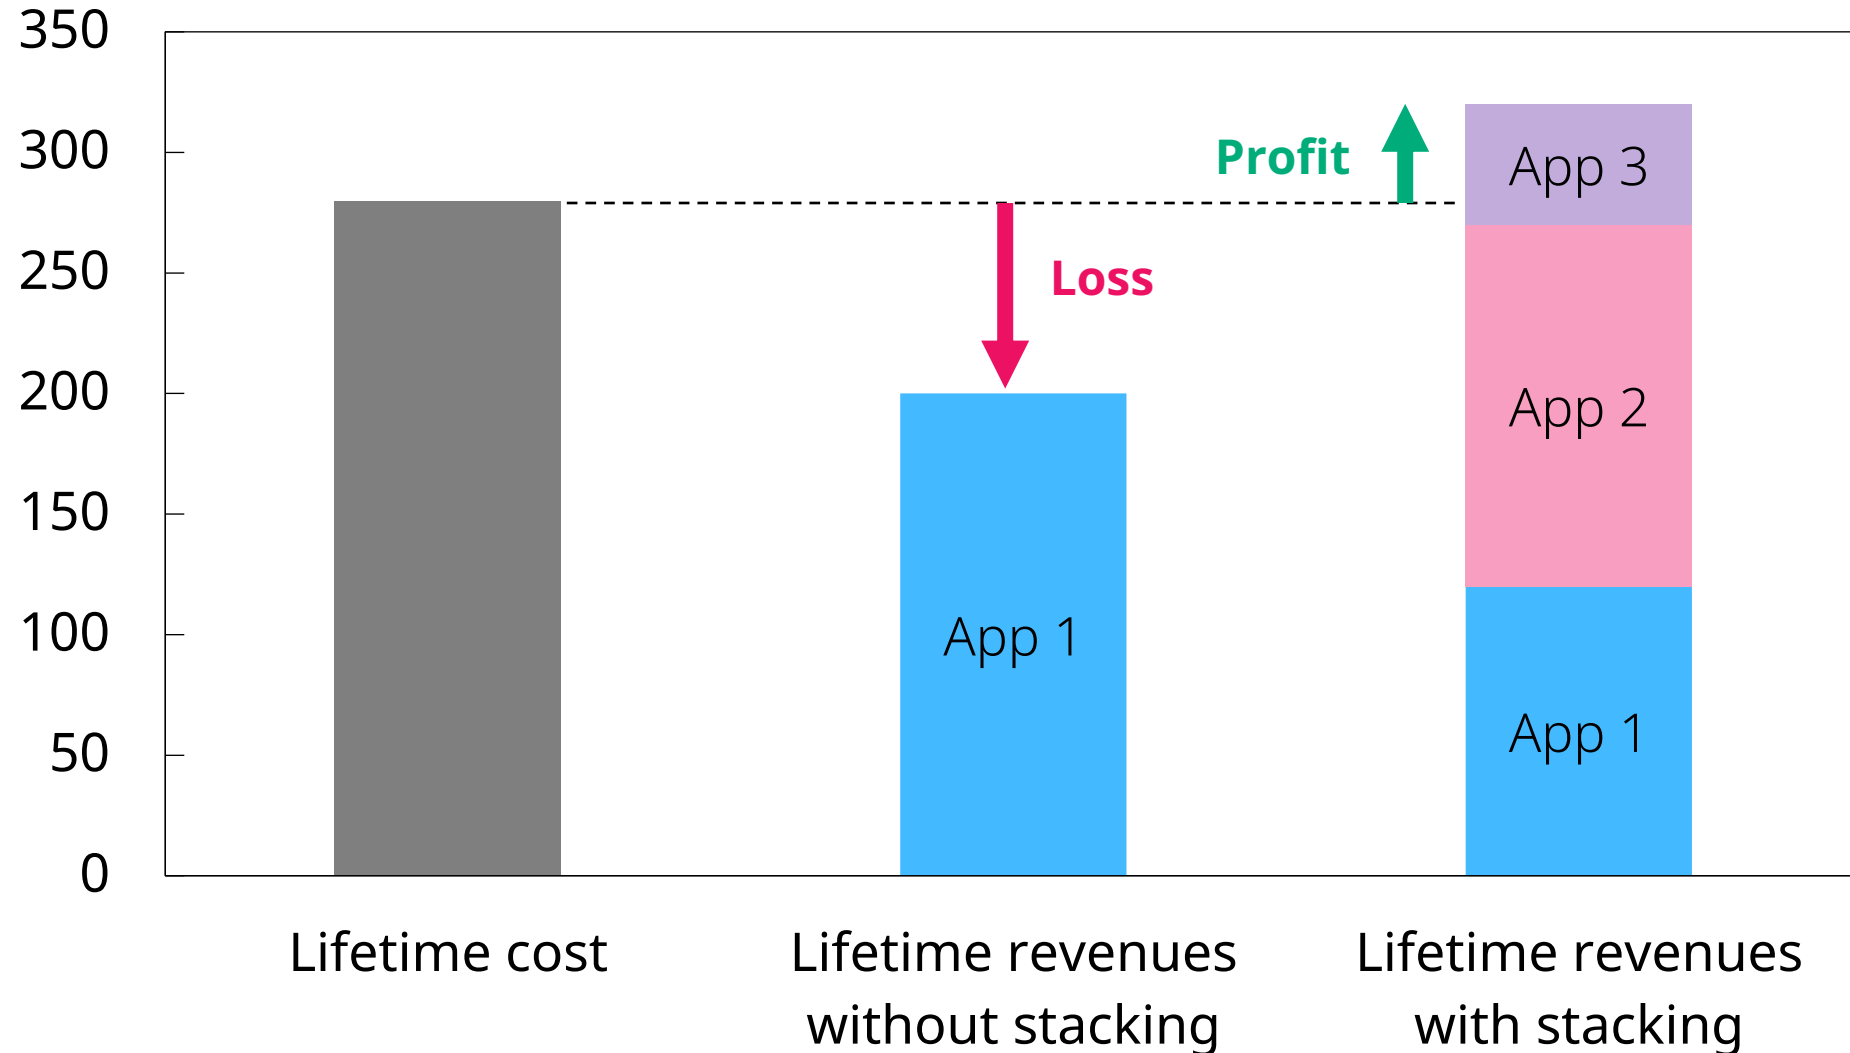 350
300
250
200
150
100
50
0
Profit
Loss
App 3
App 2
App 1
App 1
Lifetime cost
Lifetime revenues
without stacking
Lifetime revenues
with stacking